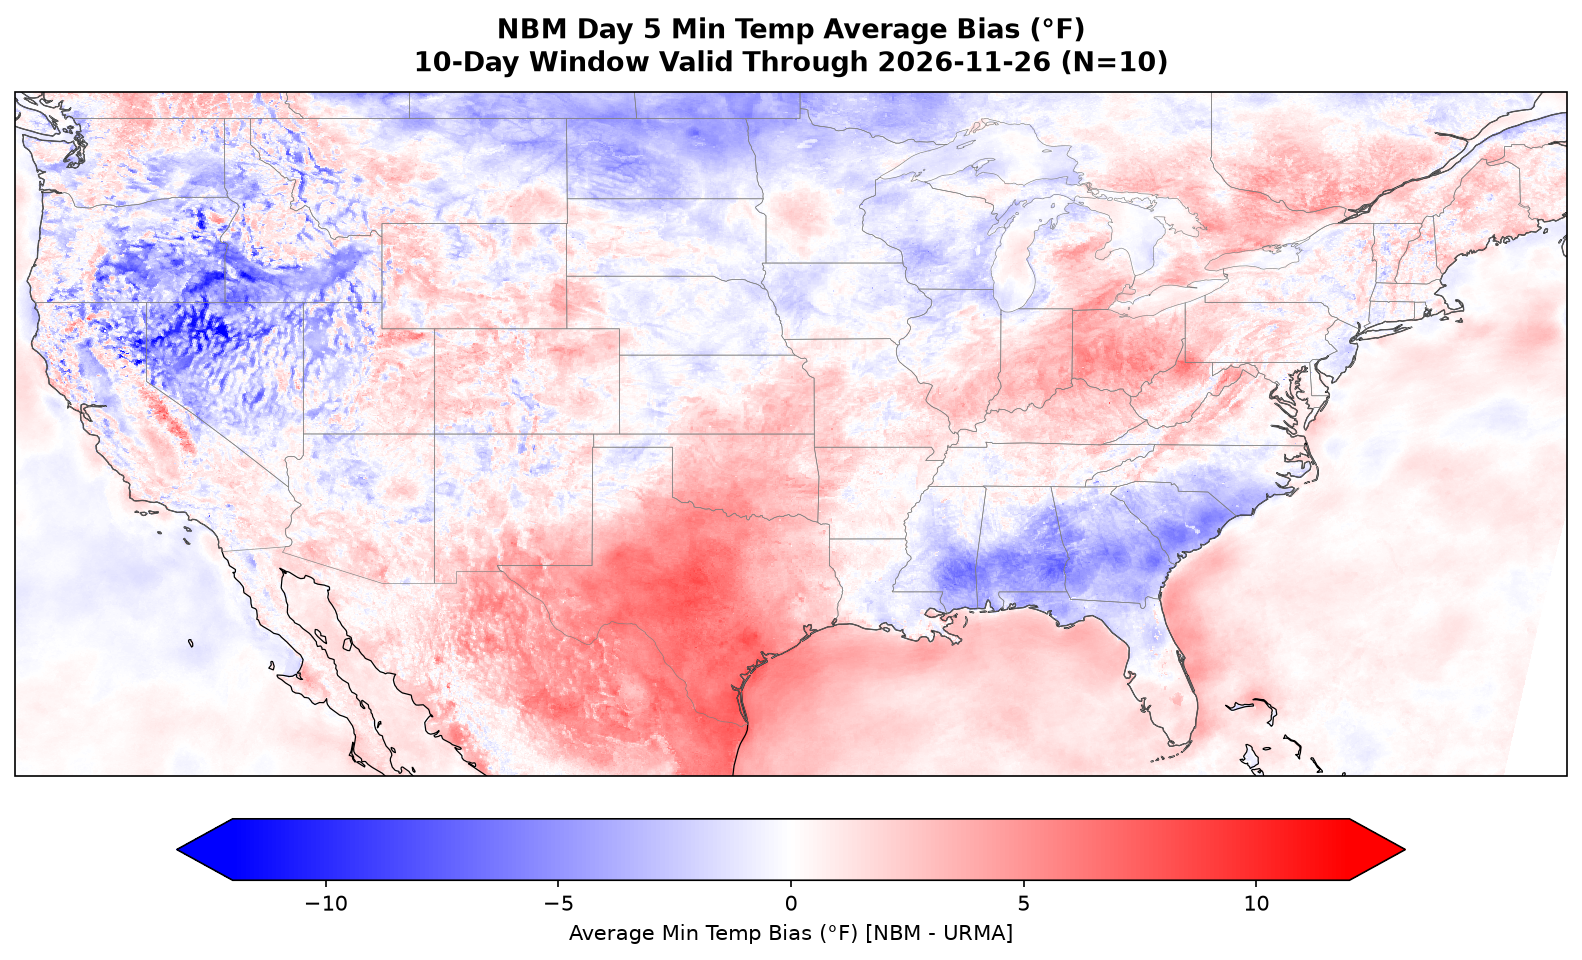 NBM Day 5 Min Temp Average Bias (°F)
10-Day Window Valid Through 2026-11-26 (N=10)
−10 −5 0 5 10
Average Min Temp Bias (°F) [NBM - URMA]